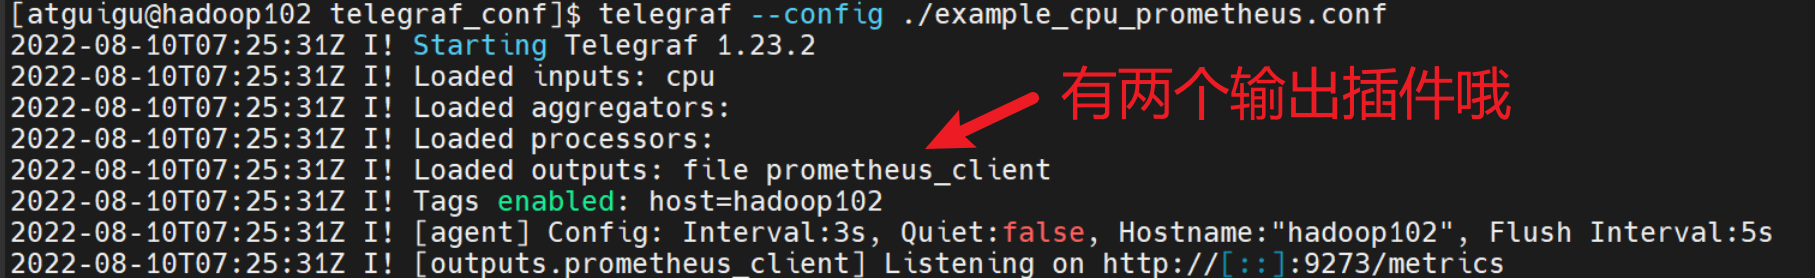 [atguigu@hadoop102 telegraf_conf]$ telegraf --config ./example_cpu_prometheus.conf
2022-08-10T07:25:31Z I! Starting Telegraf 1.23.2
2022-08-10T07:25:31Z I! Loaded inputs: cpu
有两个输出插件哦
2022-08-10T07:25:31Z I! Loaded aggregators:
2022-08-10T07:25:31Z I! Loaded processors:
2022-08-10T07:25:31Z I! Loaded outputs: file prometheus_client
2022-08-10T07:25:31Z I! Tags enabled: host=hadoop102
2022-08-10T07:25:31Z I! [agent] Config: Interval:3s, Quiet:false, Hostname:"hadoop102", Flush Interval:5s
2022-08-10T07:25:31Z I! [outputs.prometheus_client] Listening on http://[::]:9273/metrics